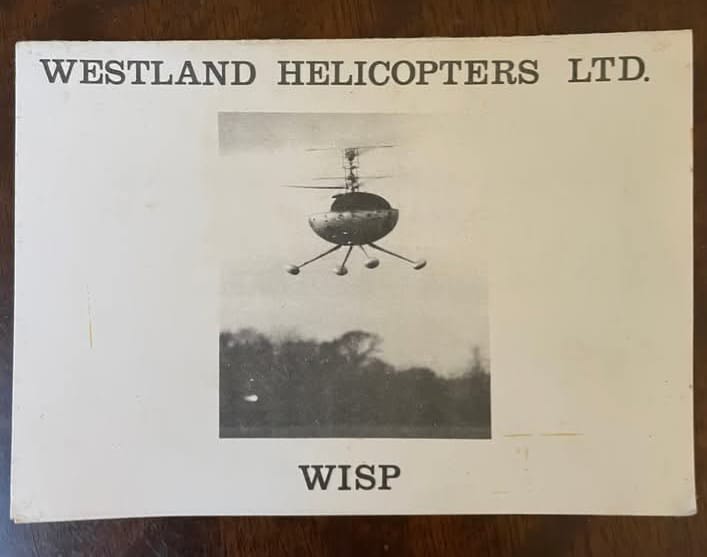 WESTLAND HELICOPTERS LTD.
WISP